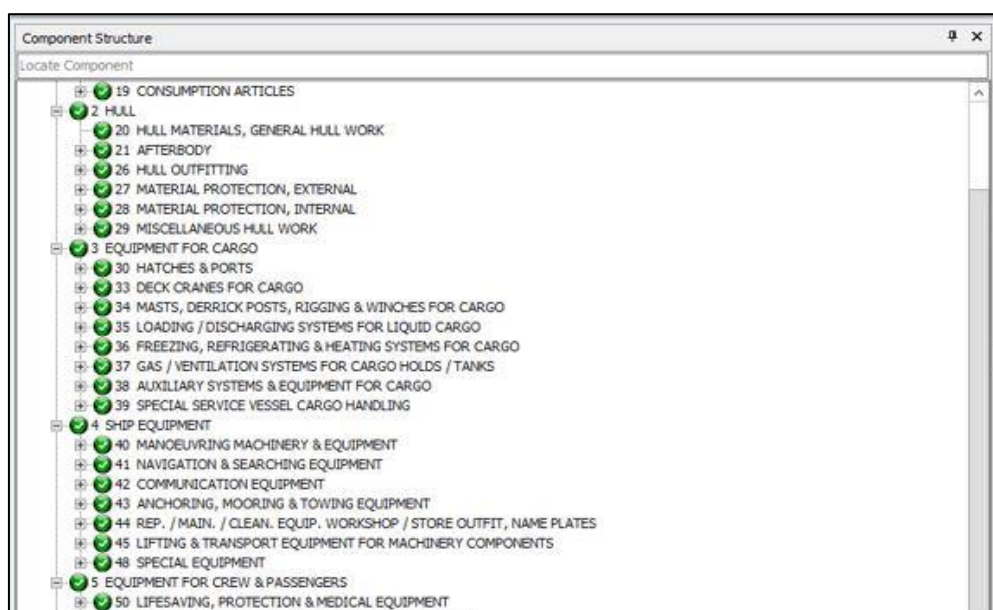 Component Structure
Locate Component
19 CONSUMPTION ARTICLES
2 HULL
20 HULL MATERIALS, GENERAL HULL WORK
21 AFTERBODY
26 HULL OUTFITTING
27 MATERIAL PROTECTION, EXTERNAL
28 MATERIAL PROTECTION, INTERNAL
29 MISCELLANEOUS HULL WORK
3 EQUIPMENT FOR CARGO
30 HATCHES & PORTS
33 DECK CRANES FOR CARGO
34 MASTS, DERRICK POSTS, RIGGING & WINCHES FOR CARGO
35 LOADING / DISCHARGING SYSTEMS FOR LIQUID CARGO
36 FREEZING, REFRIGERATING & HEATING SYSTEMS FOR CARGO
37 GAS / VENTILATION SYSTEMS FOR CARGO HOLDS / TANKS
38 AUXILIARY SYSTEMS & EQUIPMENT FOR CARGO
39 SPECIAL SERVICE VESSEL CARGO HANDLING
4 SHIP EQUIPMENT
40 MANOEUVRING MACHINERY & EQUIPMENT
41 NAVIGATION & SEARCHING EQUIPMENT
42 COMMUNICATION EQUIPMENT
43 ANCHORING, MOORING & TOWING EQUIPMENT
44 REP. / MAIN. / CLEAN. EQUIP. WORKSHOP / STORE OUTFIT, NAME PLATES
45 LIFTING & TRANSPORT EQUIPMENT FOR MACHINERY COMPONENTS
48 SPECIAL EQUIPMENT
5 EQUIPMENT FOR CREW & PASSENGERS
50 LIFESAVING, PROTECTION & MEDICAL EQUIPMENT